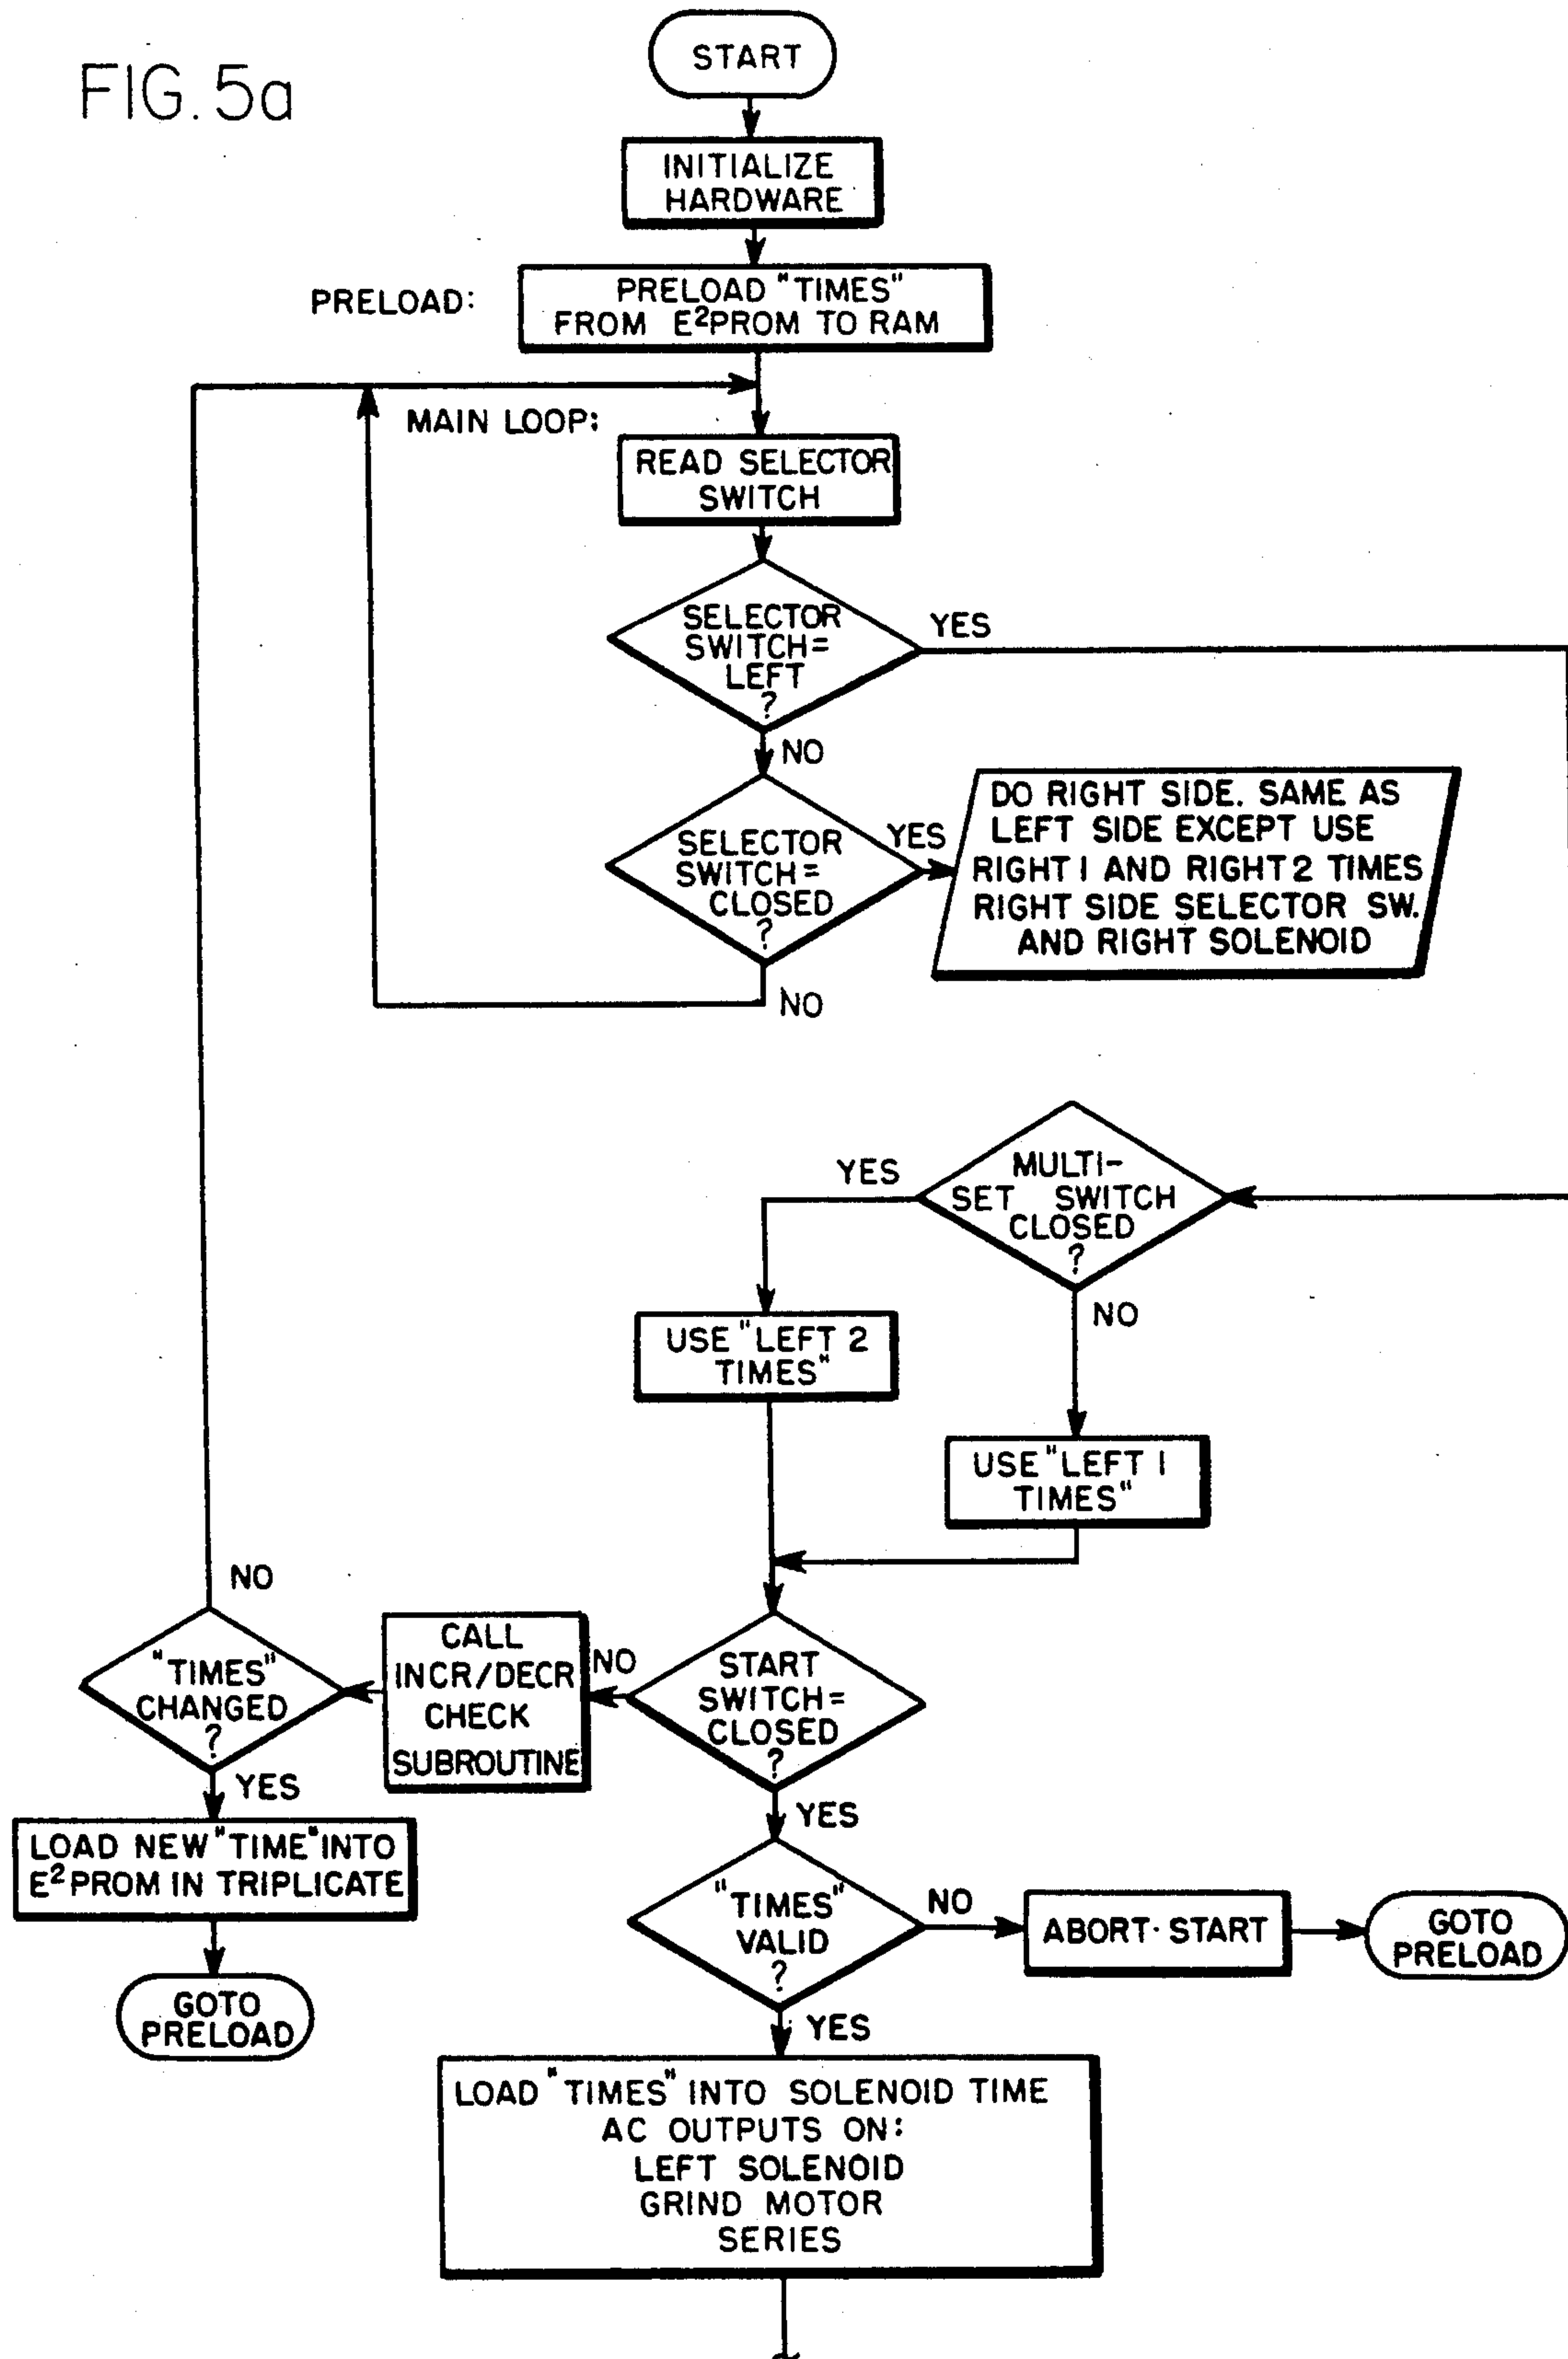 FIG. 5a
START
INITIALIZE
HARDWARE
PRELOAD:
PRELOAD "TIMES"
FROM E²PROM TO RAM
MAIN LOOP:
READ SELECTOR
SWITCH
SELECTOR
SWITCH=
LEFT
?
YES
NO
SELECTOR
SWITCH=
CLOSED
?
YES
DO RIGHT SIDE. SAME AS
LEFT SIDE EXCEPT USE
RIGHT 1 AND RIGHT 2 TIMES
RIGHT SIDE SELECTOR SW.
AND RIGHT SOLENOID
NO
MULTI-
SET SWITCH
CLOSED
?
YES
NO
USE "LEFT 2
TIMES"
USE "LEFT 1
TIMES"
START
SWITCH=
CLOSED
?
NO
CALL
INCR/DECR
CHECK
SUBROUTINE
"TIMES"
CHANGED
?
NO
YES
LOAD NEW "TIME" INTO
E²PROM IN TRIPLICATE
GOTO
PRELOAD
YES
"TIMES"
VALID
?
NO
ABORT· START
GOTO
PRELOAD
YES
LOAD "TIMES" INTO SOLENOID TIME
AC OUTPUTS ON:
LEFT SOLENOID
GRIND MOTOR
SERIES